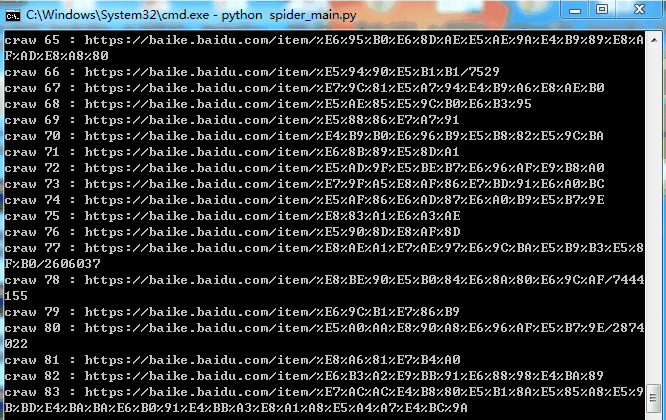 C:\Windows\System32\cmd.exe - python  spider_main.py
craw 65 : https://baike.baidu.com/item/%E6%95%B0%E6%8D%AE%E5%AE%9A%E4%B9%89%E8%A
F%AD%E8%A8%80
craw 66 : https://baike.baidu.com/item/%E5%94%90%E5%B1%B1/7529
craw 67 : https://baike.baidu.com/item/%E7%9C%81%E5%A7%94%E4%B9%A6%E8%AE%B0
craw 68 : https://baike.baidu.com/item/%E5%AE%85%E5%9C%B0%E6%B3%95
craw 69 : https://baike.baidu.com/item/%E5%88%86%E7%A7%91
craw 70 : https://baike.baidu.com/item/%E4%B9%B0%E6%96%B9%E5%B8%82%E5%9C%BA
craw 71 : https://baike.baidu.com/item/%E6%8B%89%E5%8D%A1
craw 72 : https://baike.baidu.com/item/%E5%AD%9F%E5%BE%B7%E6%96%AF%E9%B8%A0
craw 73 : https://baike.baidu.com/item/%E7%9F%A5%E8%AF%86%E7%BD%91%E6%A0%BC
craw 74 : https://baike.baidu.com/item/%E5%AF%86%E6%AD%87%E6%A0%B9%E5%B7%9E
craw 75 : https://baike.baidu.com/item/%E8%83%A1%E6%A3%AE
craw 76 : https://baike.baidu.com/item/%E5%90%8D%E8%AF%8D
craw 77 : https://baike.baidu.com/item/%E8%AE%A1%E7%AE%97%E6%9C%BA%E5%B9%B3%E5%8
F%B0/2606037
craw 78 : https://baike.baidu.com/item/%E8%BE%90%E5%B0%84%E6%8A%80%E6%9C%AF/7444
155
craw 79 : https://baike.baidu.com/item/%E6%9C%B1%E7%86%B9
craw 80 : https://baike.baidu.com/item/%E5%A0%AA%E8%90%A8%E6%96%AF%E5%B7%9E/2874
022
craw 81 : https://baike.baidu.com/item/%E8%A6%81%E7%B4%A0
craw 82 : https://baike.baidu.com/item/%E6%B3%A2%E9%BB%91%E6%88%98%E4%BA%89
craw 83 : https://baike.baidu.com/item/%E7%AC%AC%E4%B8%80%E5%B1%8A%E5%85%A8%E5%9
B%BD%E4%BA%BA%E6%B0%91%E4%BB%A3%E8%A1%A8%E5%A4%A7%E4%BC%9A